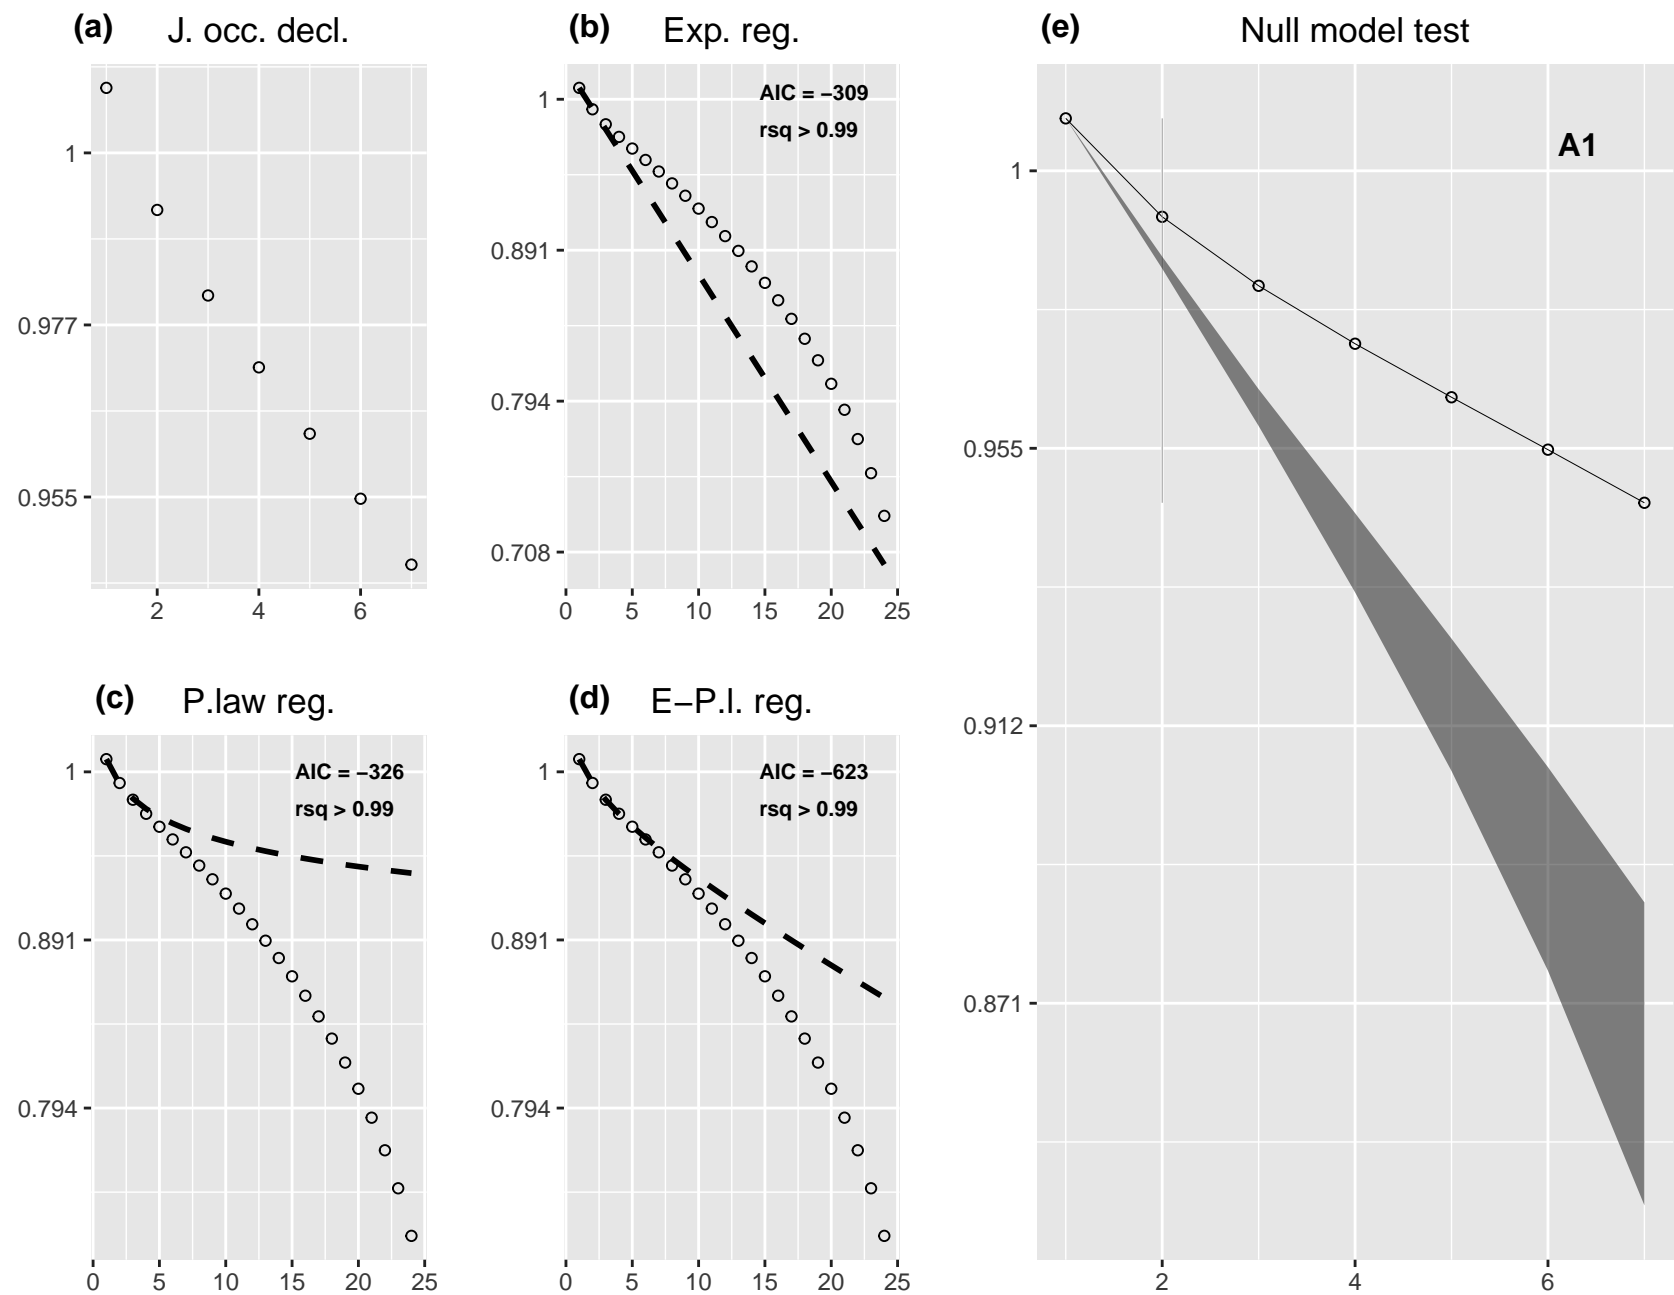 (a) J. occ. decl.
1
0.977
0.955
2 4 6
(b) Exp. reg.
AIC = −309
rsq > 0.99
1
0.891
0.794
0.708
0 5 10 15 20 25
(c) P.law reg.
AIC = −326
rsq > 0.99
1
0.891
0.794
0 5 10 15 20 25
(d) E−P.l. reg.
AIC = −623
rsq > 0.99
1
0.891
0.794
0 5 10 15 20 25
(e) Null model test
A1
1
0.955
0.912
0.871
2 4 6